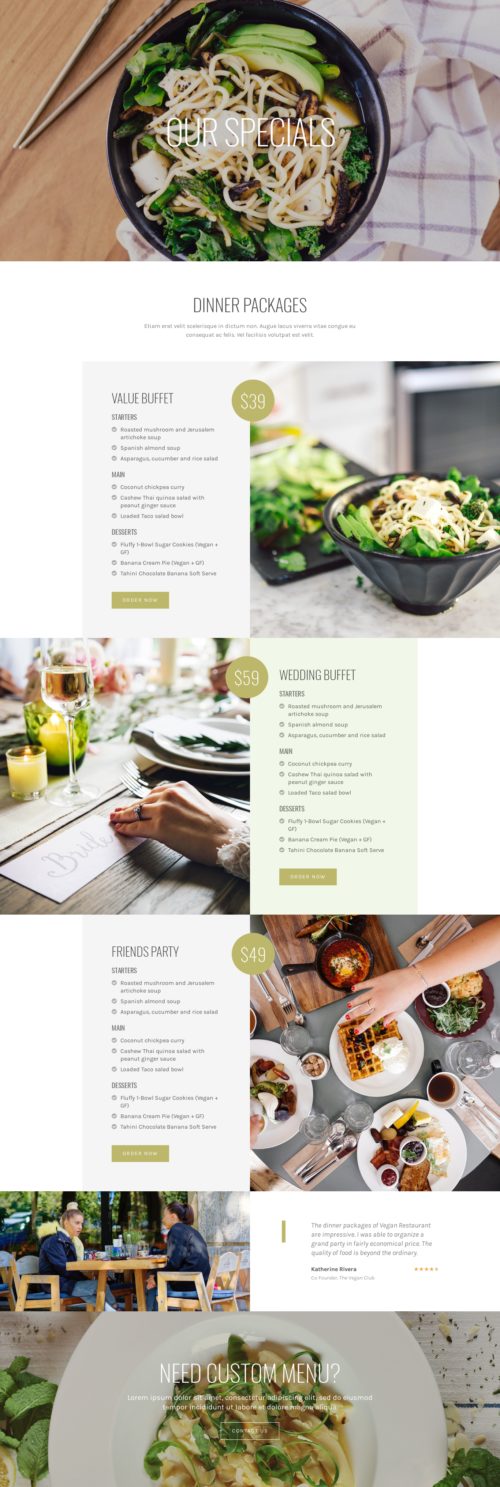 OUR SPECIALS
DINNER PACKAGES
Etiam erat velit scelerisque in dictum non. Augue lacus viverra vitae congue eu
consequat ac felis. Vel facilisis volutpat est velit.
VALUE BUFFET
$39
STARTERS
Roasted mushroom and Jerusalem
artichoke soup
Spanish almond soup
Asparagus, cucumber and rice salad
MAIN
Coconut chickpea curry
Cashew Thai quinoa salad with
peanut ginger sauce
Loaded Taco salad bowl
DESSERTS
Fluffy 1-Bowl Sugar Cookies (Vegan +
GF)
Banana Cream Pie (Vegan + GF)
Tahini Chocolate Banana Soft Serve
ORDER NOW
$59
WEDDING BUFFET
STARTERS
Roasted mushroom and Jerusalem
artichoke soup
Spanish almond soup
Asparagus, cucumber and rice salad
MAIN
Coconut chickpea curry
Cashew Thai quinoa salad with
peanut ginger sauce
Loaded Taco salad bowl
DESSERTS
Fluffy 1-Bowl Sugar Cookies (Vegan +
GF)
Banana Cream Pie (Vegan + GF)
Tahini Chocolate Banana Soft Serve
ORDER NOW
Bride
FRIENDS PARTY
$49
STARTERS
Roasted mushroom and Jerusalem
artichoke soup
Spanish almond soup
Asparagus, cucumber and rice salad
MAIN
Coconut chickpea curry
Cashew Thai quinoa salad with
peanut ginger sauce
Loaded Taco salad bowl
DESSERTS
Fluffy 1-Bowl Sugar Cookies (Vegan +
GF)
Banana Cream Pie (Vegan + GF)
Tahini Chocolate Banana Soft Serve
ORDER NOW
The dinner packages of Vegan Restaurant
are impressive. I was able to organize a
grand party in fairly economical price. The
quality of food is beyond the ordinary.
Katherine Rivera
Co Founder, The Vegan Club
NEED CUSTOM MENU?
Lorem ipsum dolor sit amet, consectetur adipiscing elit, sed do eiusmod
tempor incididunt ut labore et dolore magna aliqua.
CONTACT US